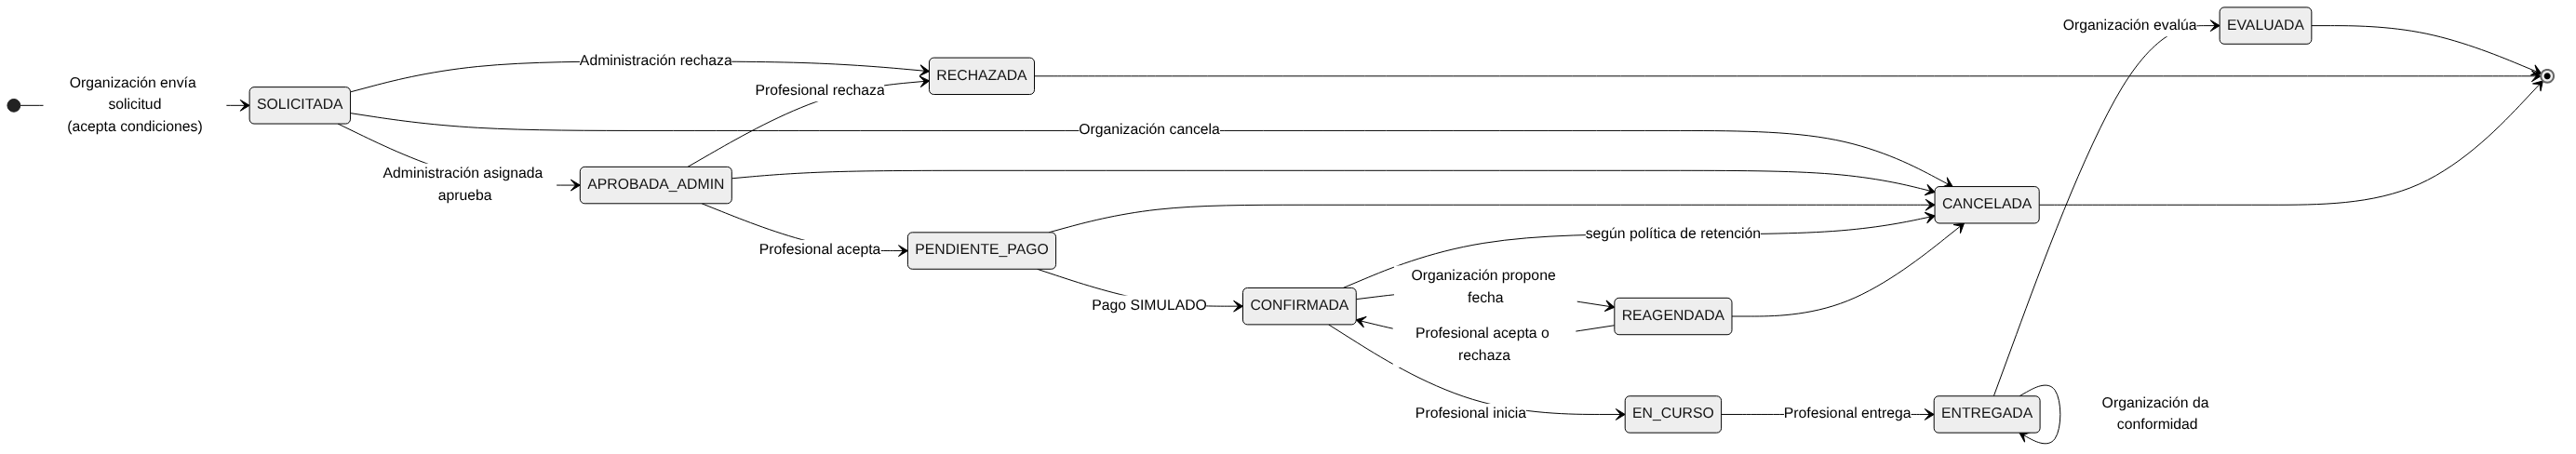 Organización evalúa
EVALUADA
Administración rechaza
RECHAZADA
Organización envía
solicitud
(acepta condiciones)
SOLICITADA
Profesional rechaza
Organización cancela
Administración asignada
aprueba
APROBADA_ADMIN
CANCELADA
Profesional acepta
PENDIENTE_PAGO
según política de retención
Organización propone
fecha
Pago SIMULADO
CONFIRMADA
REAGENDADA
Profesional acepta o
rechaza
Profesional inicia
EN_CURSO
Profesional entrega
ENTREGADA
Organización da
conformidad